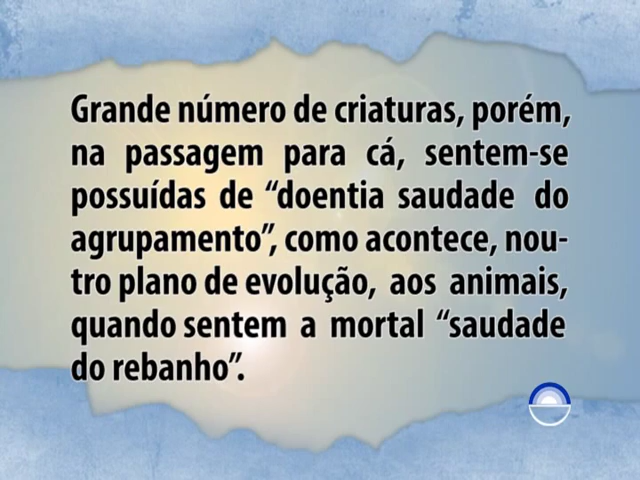 Grande número de criaturas, porém,
na passagem para cá, sentem-se
possuídas de “doentia saudade do
agrupamento”, como acontece, nou-
tro plano de evolução, aos animais,
quando sentem a mortal “saudade
do rebanho”.